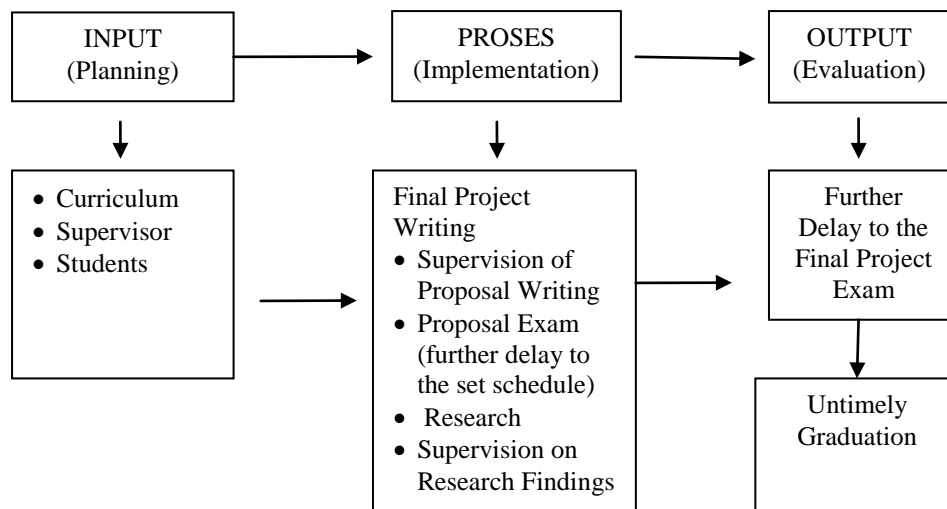 INPUT
(Planning)
PROSES
(Implementation)
OUTPUT
(Evaluation)
• Curriculum
• Supervisor
• Students
Final Project
Writing
• Supervision of
Proposal Writing
• Proposal Exam
(further delay to
the set schedule)
• Research
• Supervision on
Research Findings
Further
Delay to the
Final Project
Exam
Untimely
Graduation